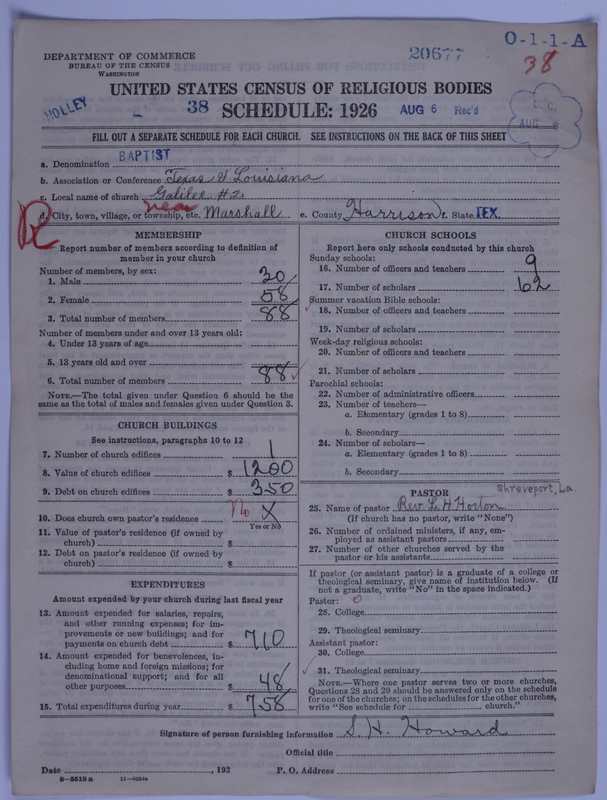 O-1-1-A
20677
38
DEPARTMENT OF COMMERCE
BUREAU OF THE CENSUS
WASHINGTON
UNITED STATES CENSUS OF RELIGIOUS BODIES
HOLLEY 38 SCHEDULE: 1926 AUG 6 Rec'd
D.C. AUG 6
FILL OUT A SEPARATE SCHEDULE FOR EACH CHURCH. SEE INSTRUCTIONS ON THE BACK OF THIS SHEET
a. Denomination BAPTIST
b. Association or Conference Texas & Louisiana
c. Local name of church Galilee #2
near
d. City, town, village, or township, etc. Marshall e. County Harrison f. State TEX.
R
MEMBERSHIP
Report number of members according to definition of
member in your church
Number of members, by sex:
1. Male 30
2. Female 58
3. Total number of members 88
Number of members under and over 13 years old:
4. Under 13 years of age
5. 13 years old and over
6. Total number of members 88 ✓
NOTE.—The total given under Question 6 should be the
same as the total of males and females given under Question 3.
CHURCH BUILDINGS
See instructions, paragraphs 10 to 12
7. Number of church edifices 1
8. Value of church edifices $ 1200
9. Debt on church edifices $ 350
10. Does church own pastor's residence No X
Yes or No
11. Value of pastor's residence (if owned by
church) $
12. Debt on pastor's residence (if owned by
church) $
EXPENDITURES
Amount expended by your church during last fiscal year
13. Amount expended for salaries, repairs,
and other running expenses; for im-
provements or new buildings; and for
payments on church debt $ 710
14. Amount expended for benevolences, in-
cluding home and foreign missions; for
denominational support; and for all
other purposes $ 48
15. Total expenditures during year $ 758
CHURCH SCHOOLS
Report here only schools conducted by this church
Sunday schools:
16. Number of officers and teachers 9
17. Number of scholars 62
Summer vacation Bible schools:
18. Number of officers and teachers
19. Number of scholars
Week-day religious schools:
20. Number of officers and teachers
21. Number of scholars
Parochial schools:
22. Number of administrative officers
23. Number of teachers—
a. Elementary (grades 1 to 8)
b. Secondary
24. Number of scholars—
a. Elementary (grades 1 to 8)
b. Secondary
PASTOR Shreveport, La.
25. Name of pastor Rev. L. H. Horton
(If church has no pastor, write "None")
26. Number of ordained ministers, if any, em-
ployed as assistant pastors
27. Number of other churches served by the
pastor or his assistants
If pastor (or assistant pastor) is a graduate of a college or
theological seminary, give name of institution below. (If
not a graduate, write "No" in the space indicated.)
Pastor: 0
28. College
29. Theological seminary
Assistant pastor:
30. College
31. Theological seminary
NOTE.—Where one pastor serves two or more churches,
Questions 28 and 29 should be answered only on the schedule
for one of the churches; on the schedules for the other churches,
write "See schedule for church."
Signature of person furnishing information S. H. Howard
Official title
Date , 192 P. O. Address
6—5519 a